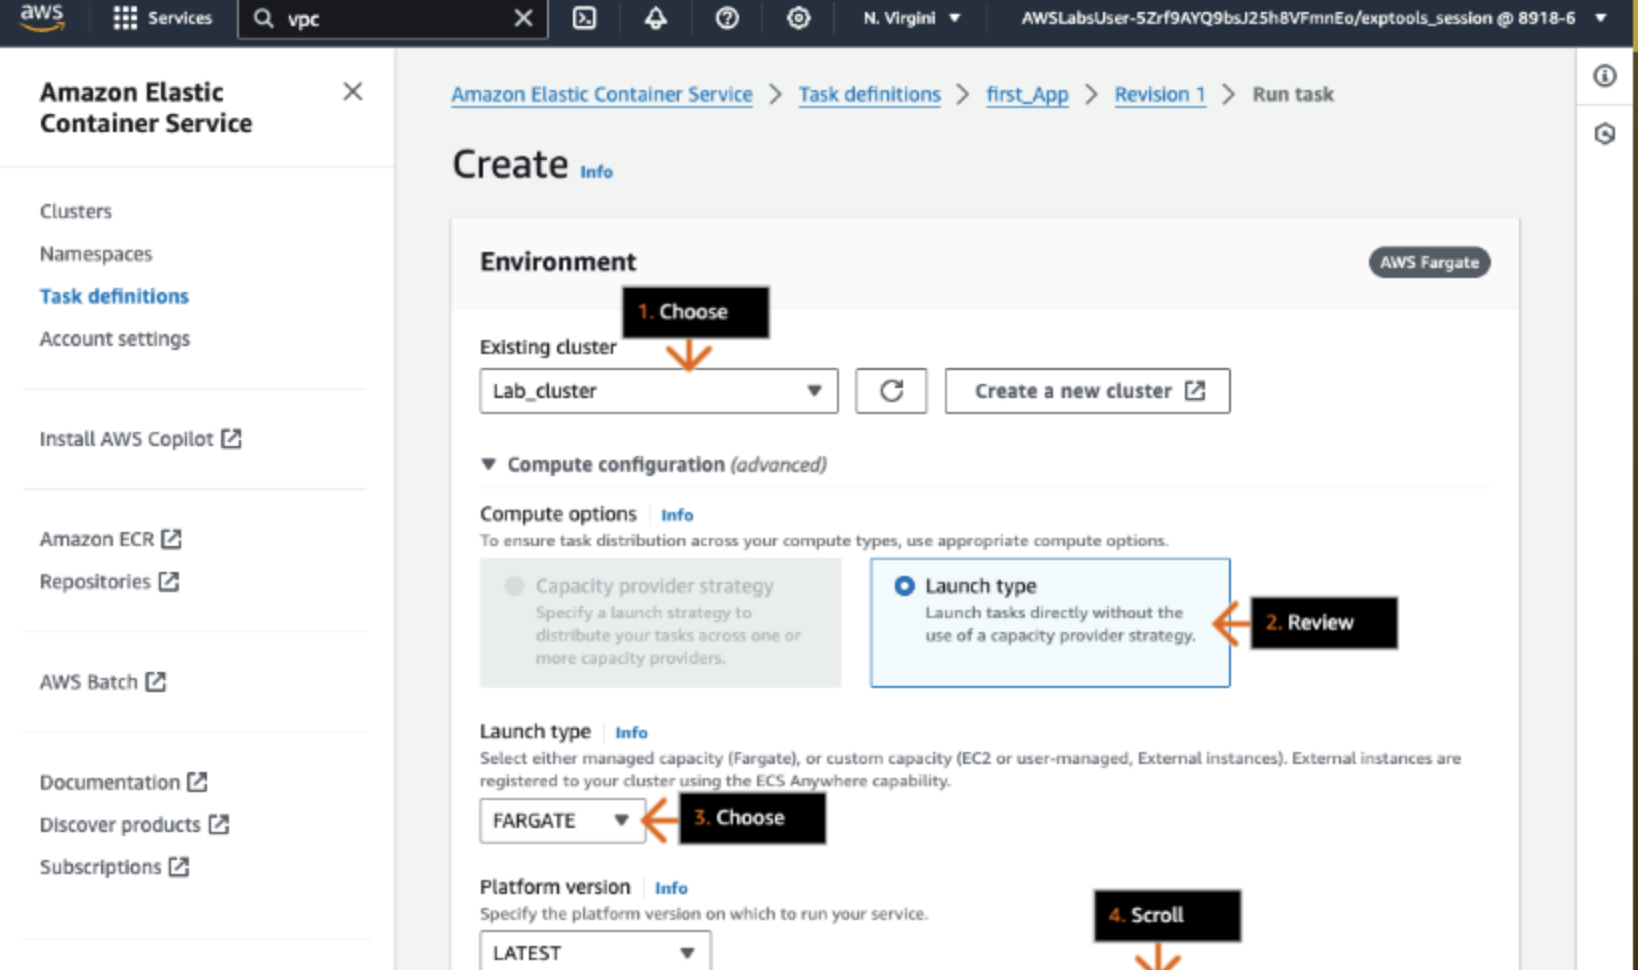 aws
Services
vpc
N. Virgini
AWSLabsUser-5Zrf9AYQ9bsJ25h8VFmnEo/exptools_session @ 8918-6
Amazon Elastic
Container Service
Clusters
Namespaces
Task definitions
Account settings
Install AWS Copilot
Amazon ECR
Repositories
AWS Batch
Documentation
Discover products
Subscriptions
Amazon Elastic Container Service > Task definitions > first_App > Revision 1 > Run task
Create Info
Environment
AWS Fargate
1. Choose
Existing cluster
Lab_cluster
Create a new cluster
Compute configuration (advanced)
Compute options Info
To ensure task distribution across your compute types, use appropriate compute options.
Capacity provider strategy
Specify a launch strategy to
distribute your tasks across one or
more capacity providers.
Launch type
Launch tasks directly without the
use of a capacity provider strategy.
2. Review
Launch type Info
Select either managed capacity (Fargate), or custom capacity (EC2 or user-managed, External instances). External instances are
registered to your cluster using the ECS Anywhere capability.
FARGATE
3. Choose
Platform version Info
Specify the platform version on which to run your service.
4. Scroll
LATEST